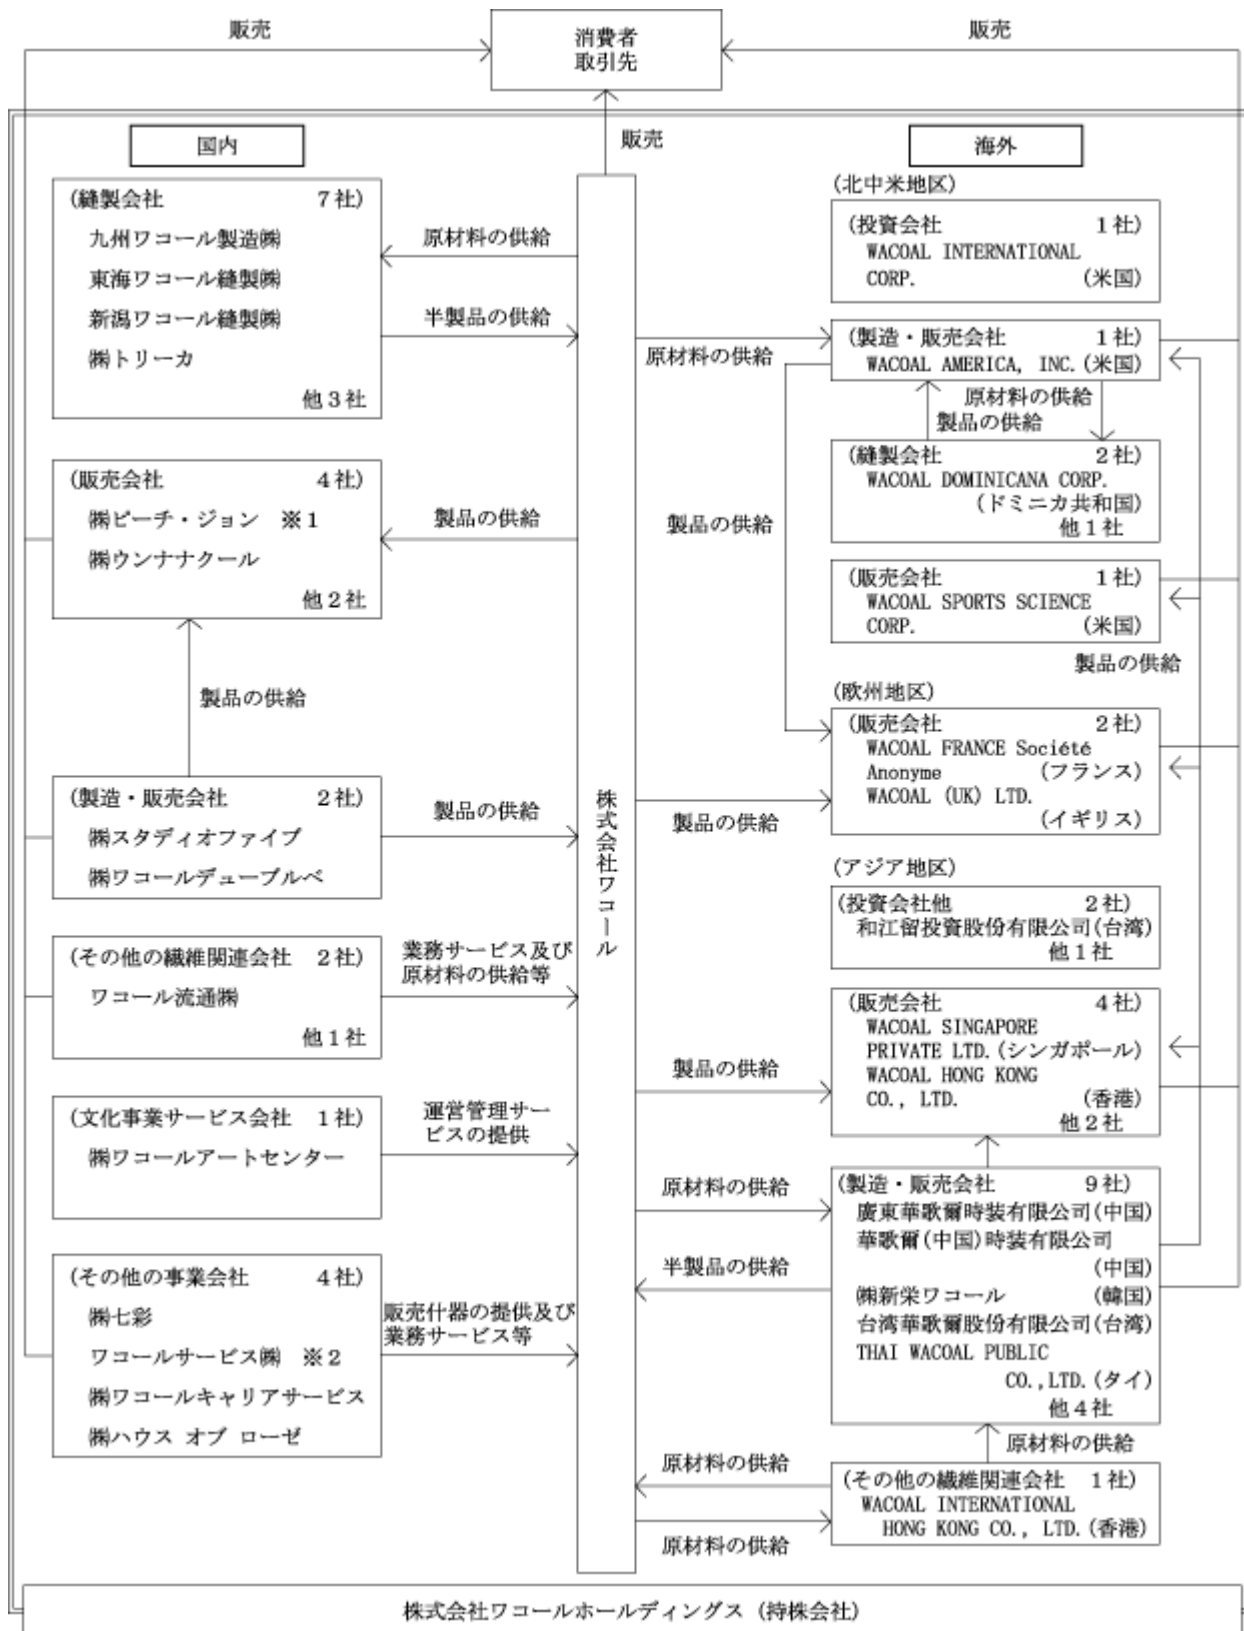 販売
消費者
取引先
販売
販売
国内
(縫製会社 7社)
九州ワコール製造㈱
東海ワコール縫製㈱
新潟ワコール縫製㈱
㈱トリーカ
他3社
原材料の供給
半製品の供給
(販売会社 4社)
㈱ピーチ・ジョン ※1
㈱ウンナナクール
他2社
製品の供給
製品の供給
(製造・販売会社 2社)
㈱スタディオファイブ
㈱ワコールデューブルベ
製品の供給
(その他の繊維関連会社 2社)
ワコール流通㈱
他1社
業務サービス及び
原材料の供給等
(文化事業サービス会社 1社)
㈱ワコールアートセンター
運営管理サー
ビスの提供
(その他の事業会社 4社)
㈱七彩
ワコールサービス㈱ ※2
㈱ワコールキャリアサービス
㈱ハウス オブ ローゼ
販売什器の提供及び
業務サービス等
株式会社ワコール
海外
(北中米地区)
(投資会社 1社)
WACOAL INTERNATIONAL
CORP. (米国)
原材料の供給
(製造・販売会社 1社)
WACOAL AMERICA, INC.(米国)
原材料の供給
製品の供給
(縫製会社 2社)
WACOAL DOMINICANA CORP.
(ドミニカ共和国)
他1社
製品の供給
(販売会社 1社)
WACOAL SPORTS SCIENCE
CORP. (米国)
製品の供給
(欧州地区)
(販売会社 2社)
WACOAL FRANCE Société
Anonyme (フランス)
WACOAL (UK) LTD.
(イギリス)
製品の供給
(アジア地区)
(投資会社他 2社)
和江留投資股份有限公司(台湾)
他1社
(販売会社 4社)
WACOAL SINGAPORE
PRIVATE LTD.(シンガポール)
WACOAL HONG KONG
CO., LTD. (香港)
他2社
製品の供給
(製造・販売会社 9社)
廣東華歌爾時装有限公司(中国)
華歌爾(中国)時装有限公司
(中国)
㈱新栄ワコール (韓国)
台湾華歌爾股份有限公司(台湾)
THAI WACOAL PUBLIC
CO.,LTD.(タイ)
他4社
原材料の供給
半製品の供給
原材料の供給
(その他の繊維関連会社 1社)
WACOAL INTERNATIONAL
HONG KONG CO., LTD.(香港)
原材料の供給
原材料の供給
株式会社ワコールホールディングス (持株会社)